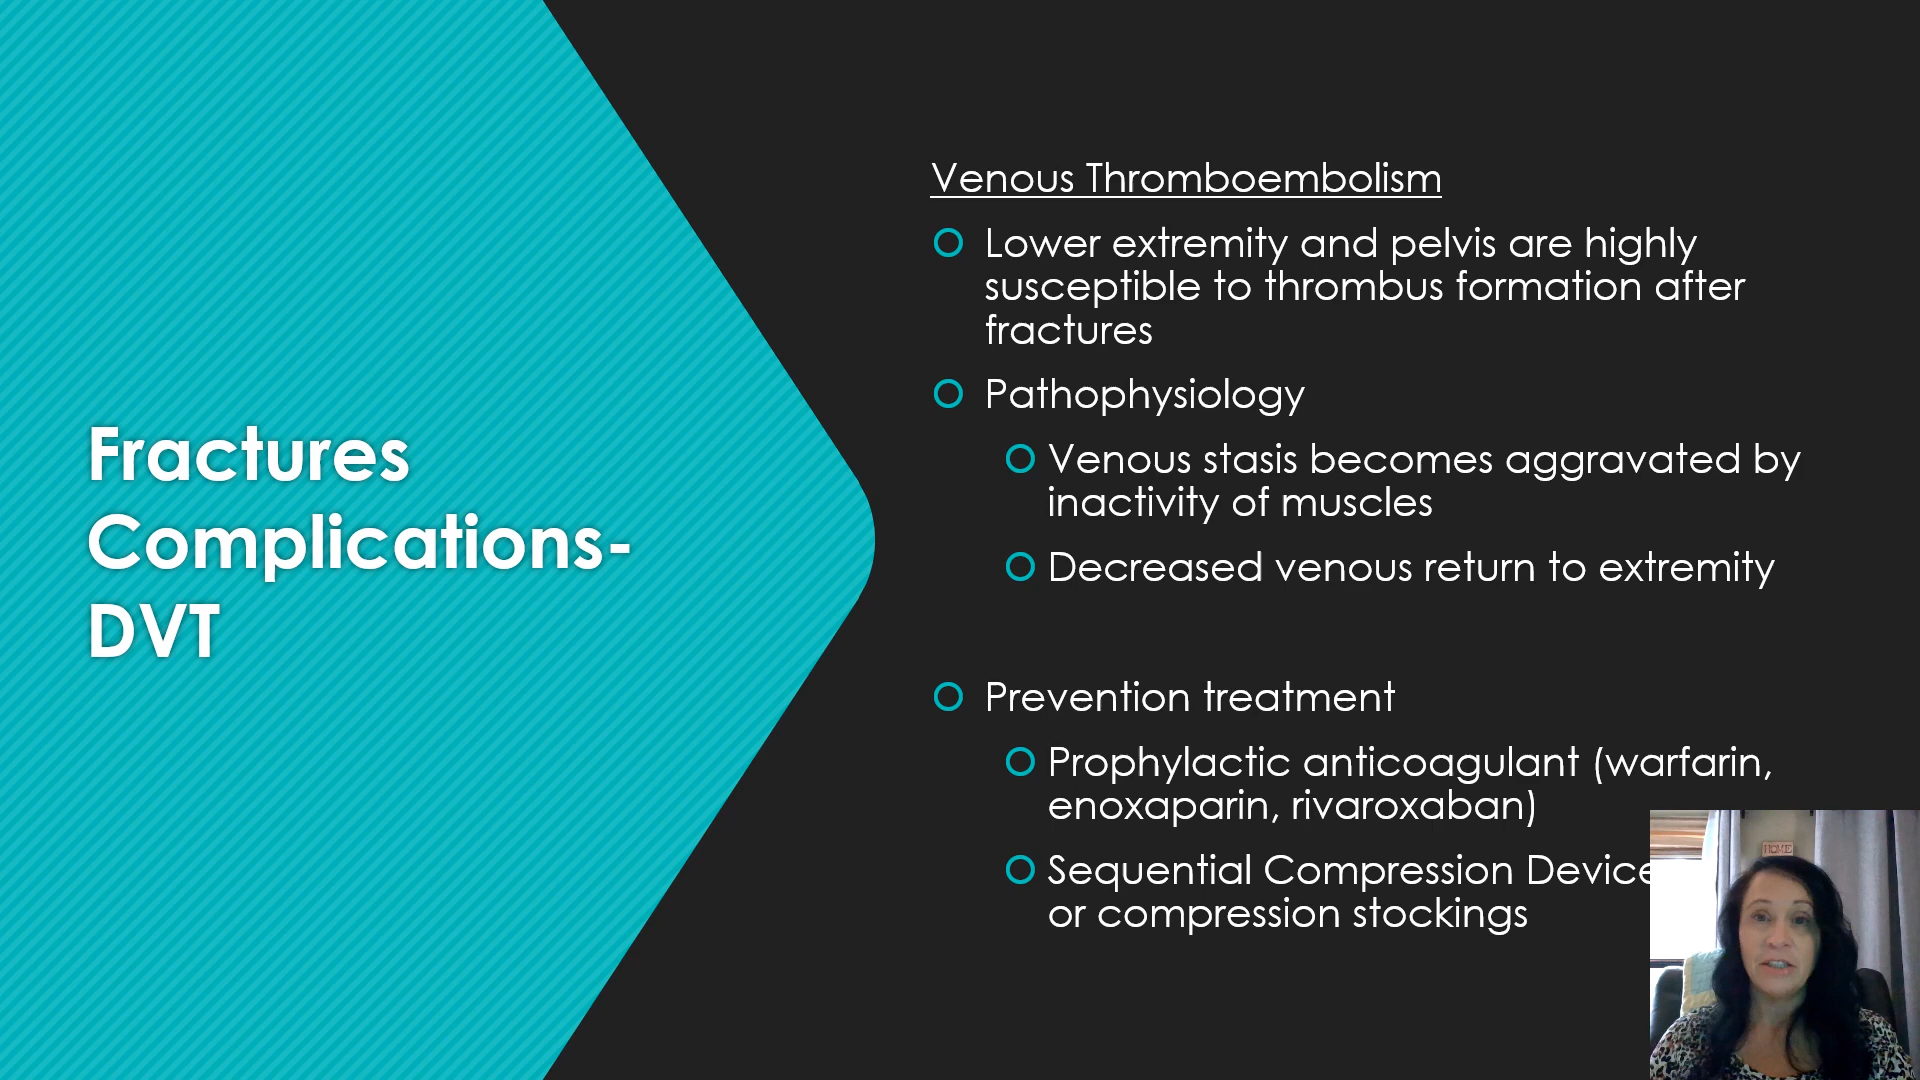 Fractures
Complications-
DVT
Venous Thromboembolism
Lower extremity and pelvis are highly
susceptible to thrombus formation after
fractures
Pathophysiology
Venous stasis becomes aggravated by
inactivity of muscles
Decreased venous return to extremity
Prevention treatment
Prophylactic anticoagulant (warfarin,
enoxaparin, rivaroxaban)
Sequential Compression Device
or compression stockings
HOME